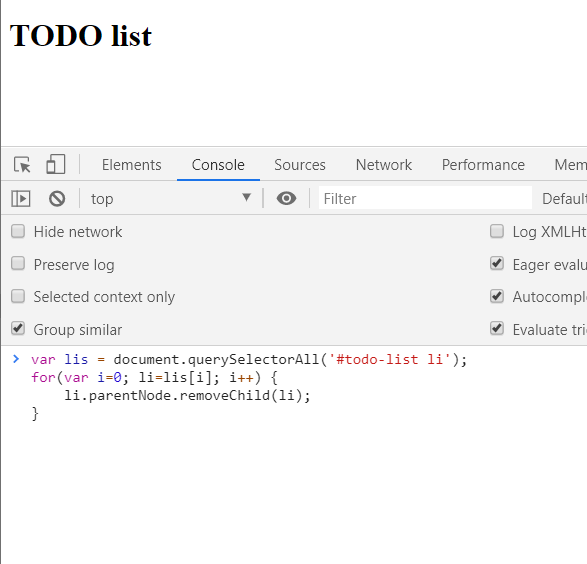 TODO list
Elements Console Sources Network Performance Mem
top ▼ Filter Default
Hide network Log XMLHt
Preserve log Eager evalu
Selected context only Autocompl
Group similar Evaluate tri
> var lis = document.querySelectorAll('#todo-list li');
for(var i=0; li=lis[i]; i++) {
    li.parentNode.removeChild(li);
}